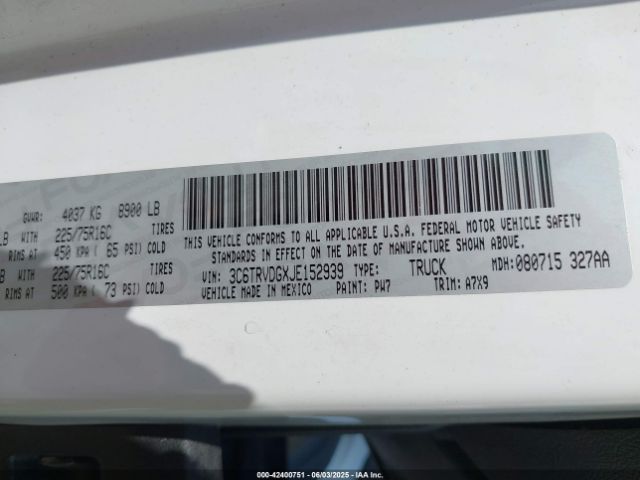 GVWR: 4037 KG 8900 LB
LB WITH 225/75R16C TIRES
RIMS AT 450 KPA ( 65 PSI) COLD
LB WITH 225/75R16C TIRES
RIMS AT 500 KPA ( 73 PSI) COLD
THIS VEHICLE CONFORMS TO ALL APPLICABLE U.S.A. FEDERAL MOTOR VEHICLE SAFETY
STANDARDS IN EFFECT ON THE DATE OF MANUFACTURE SHOWN ABOVE.
VIN: 3C6TRVDGXJE152939 TYPE: TRUCK MDH: 080715 327AA
VEHICLE MADE IN MEXICO PAINT: PW7 TRIM: A7X9
000-42400751 - 06/03/2025 - WWW.IAAI.COM